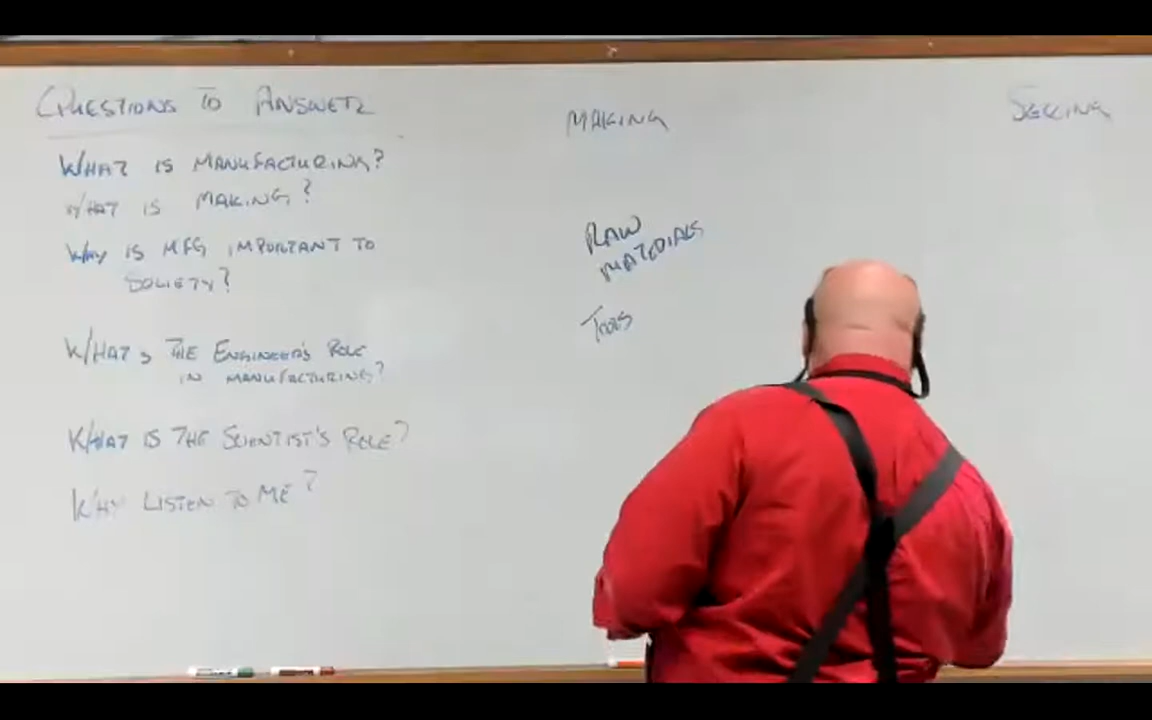 QUESTIONS TO ANSWER
WHAT IS MANUFACTURING?
WHAT IS MAKING?
WHY IS MFG IMPORTANT TO
SOCIETY?
WHAT'S THE ENGINEER'S ROLE
IN MANUFACTURING?
WHAT IS THE SCIENTIST'S ROLE?
WHY LISTEN TO ME?
MAKING
RAW
MATERIALS
TOOLS
SELLING